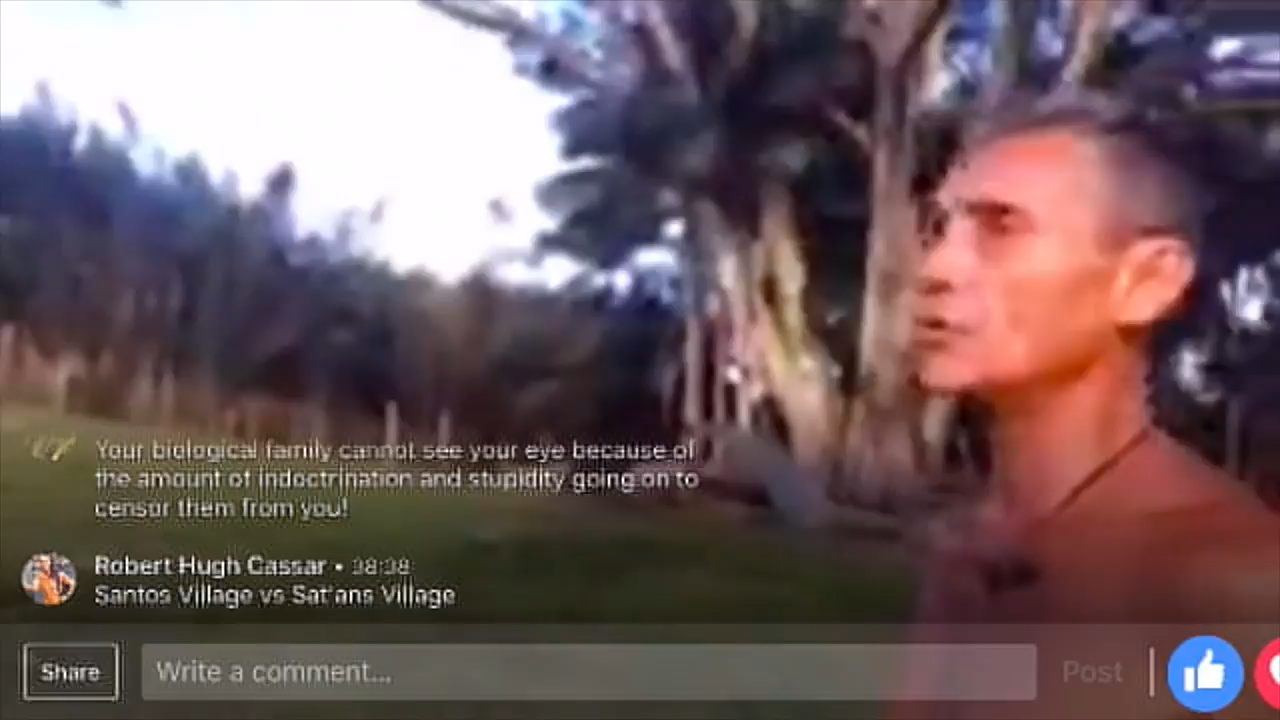 Your biological family cannot see your eye because of
the amount of indoctrination and stupidity going on to
censor them from you!
Robert Hugh Cassar • 38:38
Santos Village vs Sat'ans Village
Share Write a comment... Post